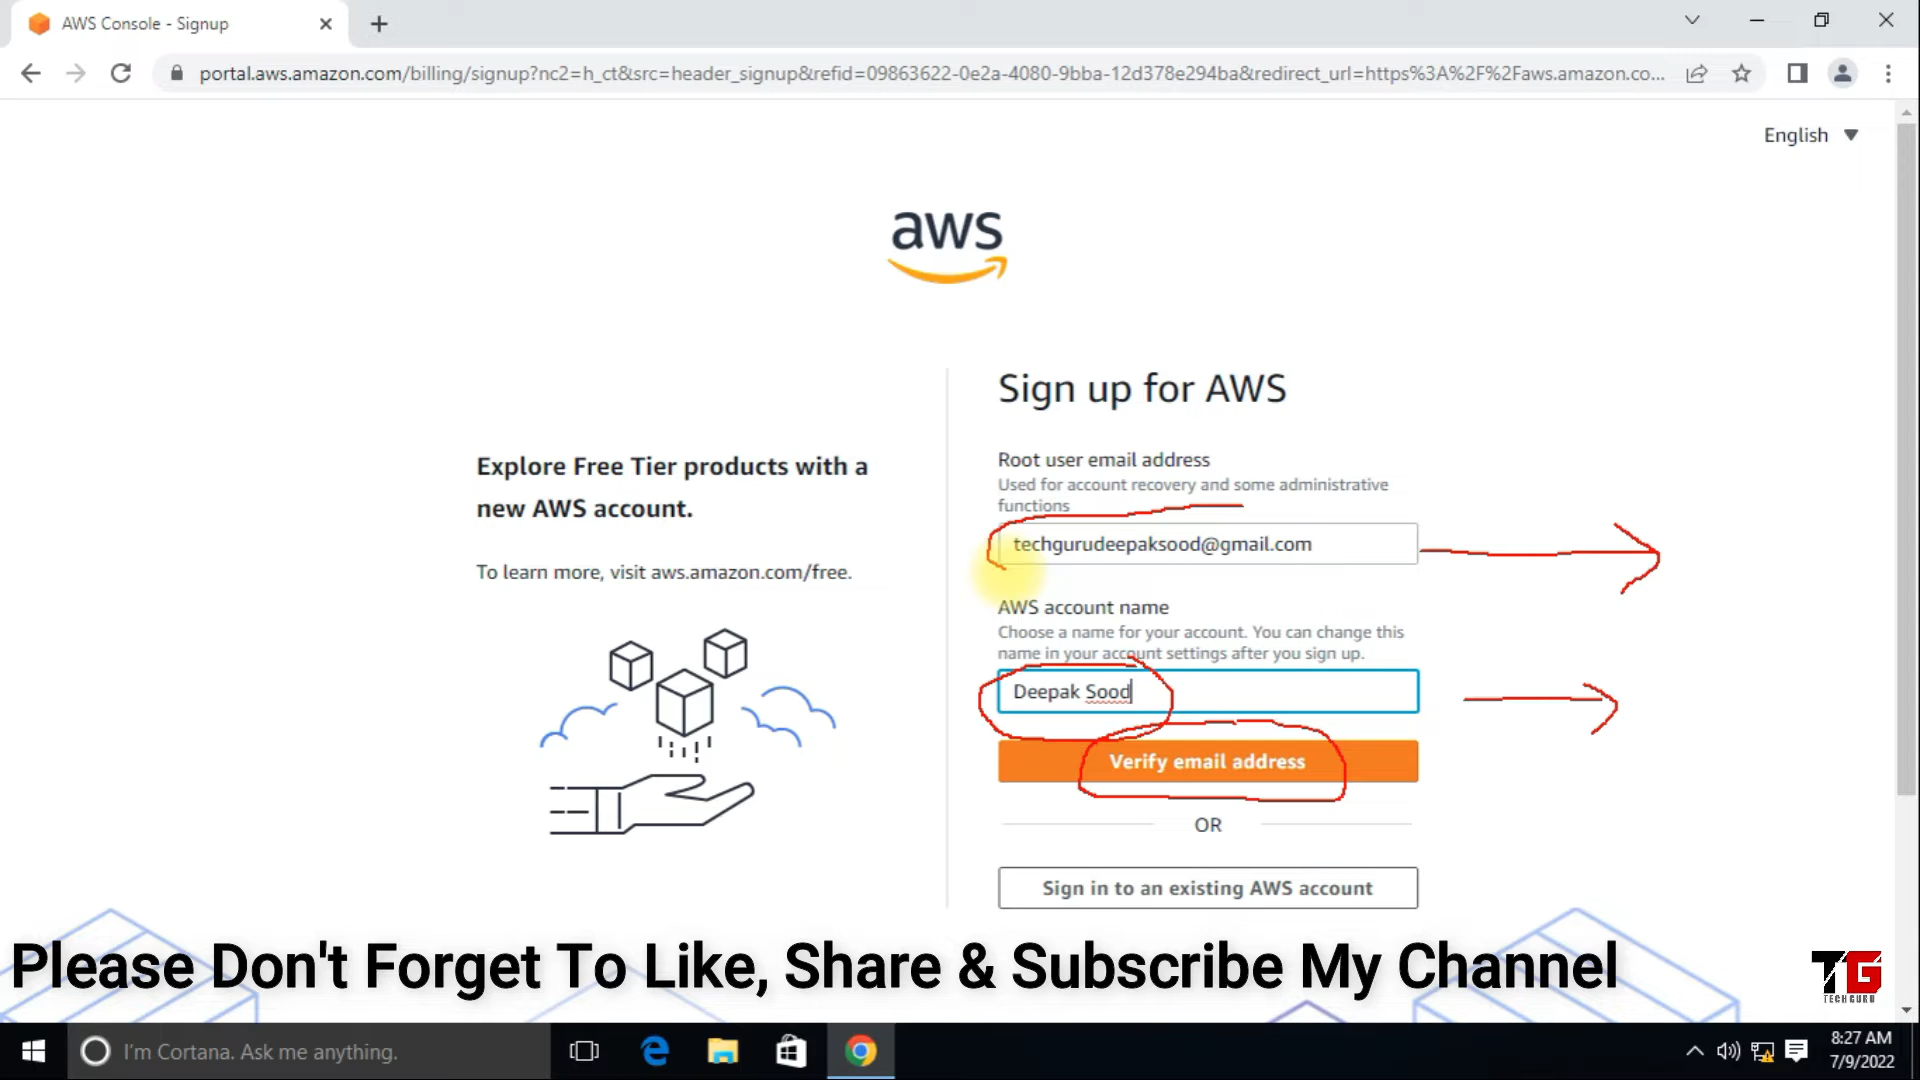 AWS Console - Signup
portal.aws.amazon.com/billing/signup?nc2=h_ct&src=header_signup&refid=09863622-0e2a-4080-9bba-12d378e294ba&redirect_url=https%3A%2F%2Faws.amazon.co...
English
aws
Sign up for AWS
Explore Free Tier products with a
new AWS account.
To learn more, visit aws.amazon.com/free.
Root user email address
Used for account recovery and some administrative
functions
techgurudeepaksood@gmail.com
AWS account name
Choose a name for your account. You can change this
name in your account settings after you sign up.
Deepak Sood
Verify email address
OR
Sign in to an existing AWS account
Please Don't Forget To Like, Share & Subscribe My Channel
TG
TECH GURU
I'm Cortana. Ask me anything.
8:27 AM
7/9/2022